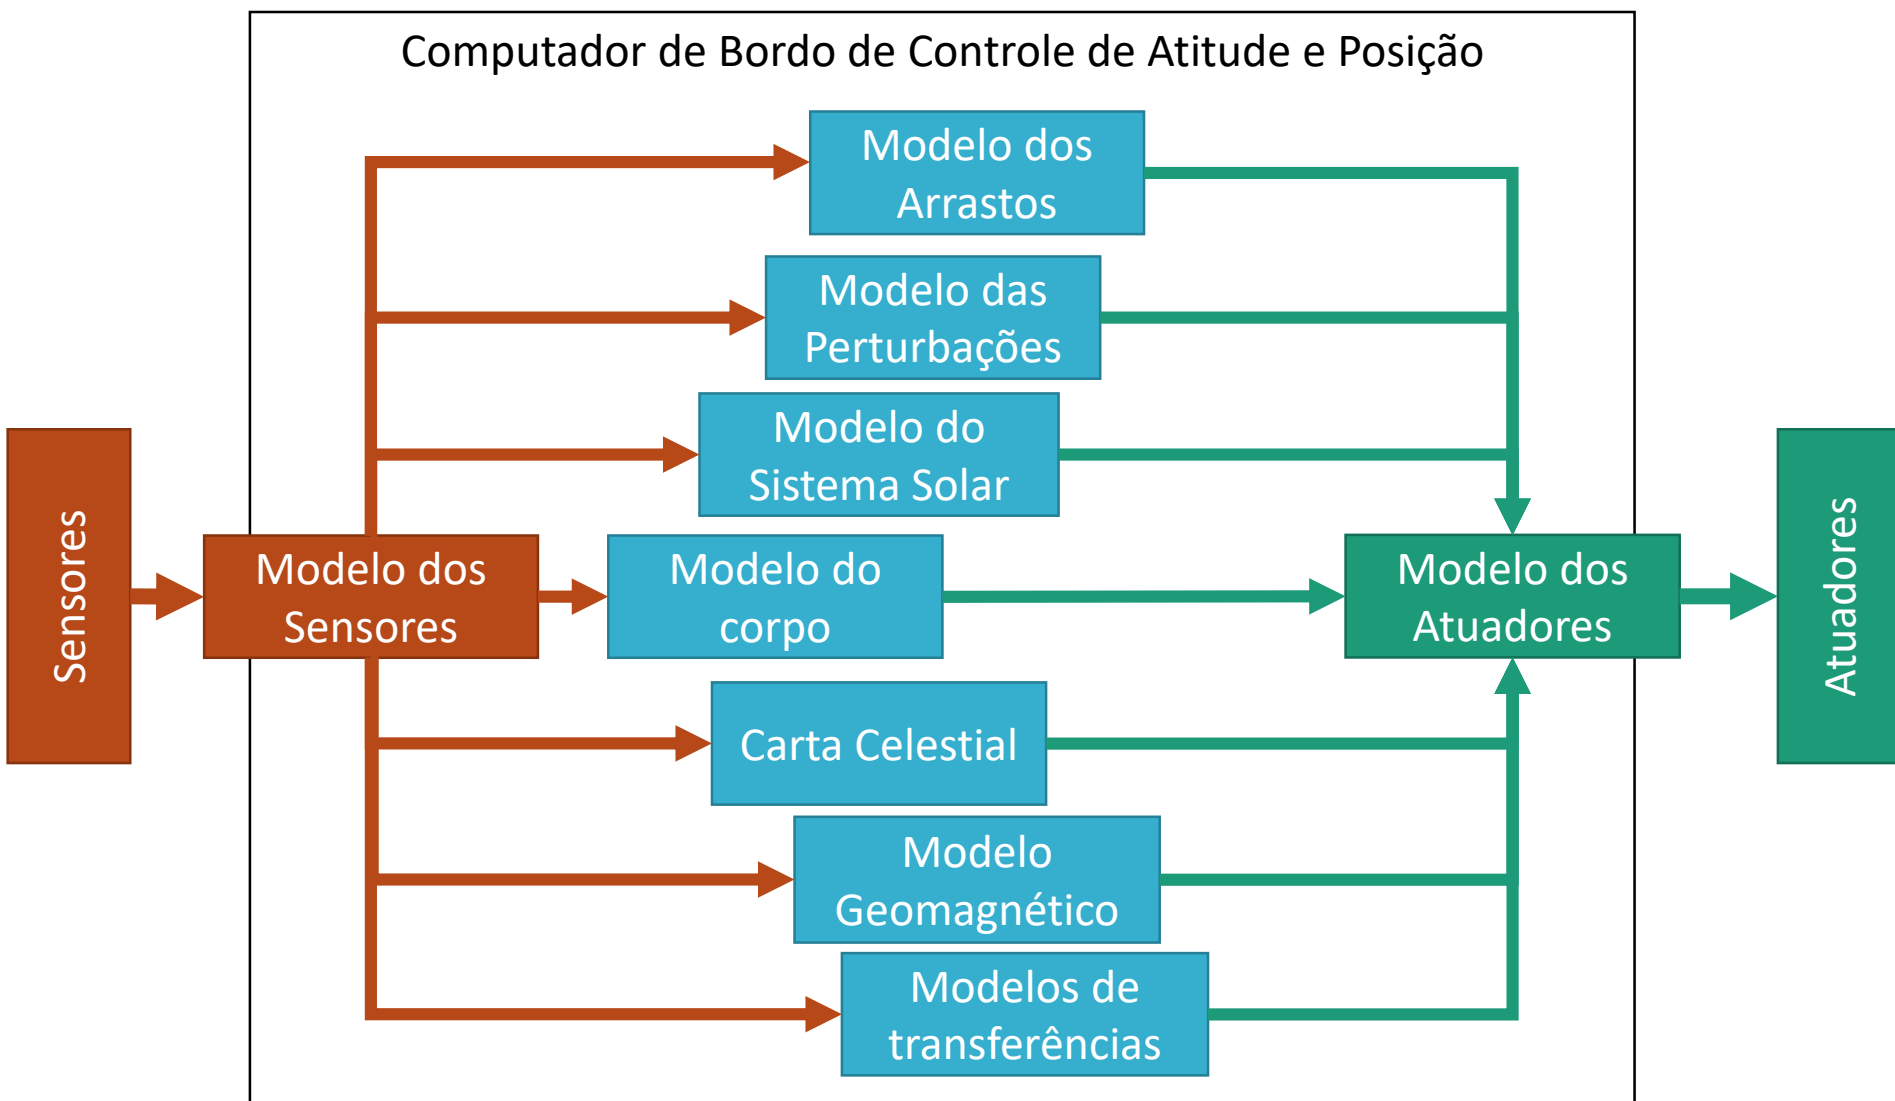 Computador de Bordo de Controle de Atitude e Posição
Modelo dos
Arrastos
Modelo das
Perturbações
Modelo do
Sistema Solar
Sensores
Modelo dos
Sensores
Modelo do
corpo
Modelo dos
Atuadores
Atuadores
Carta Celestial
Modelo
Geomagnético
Modelos de
transferências